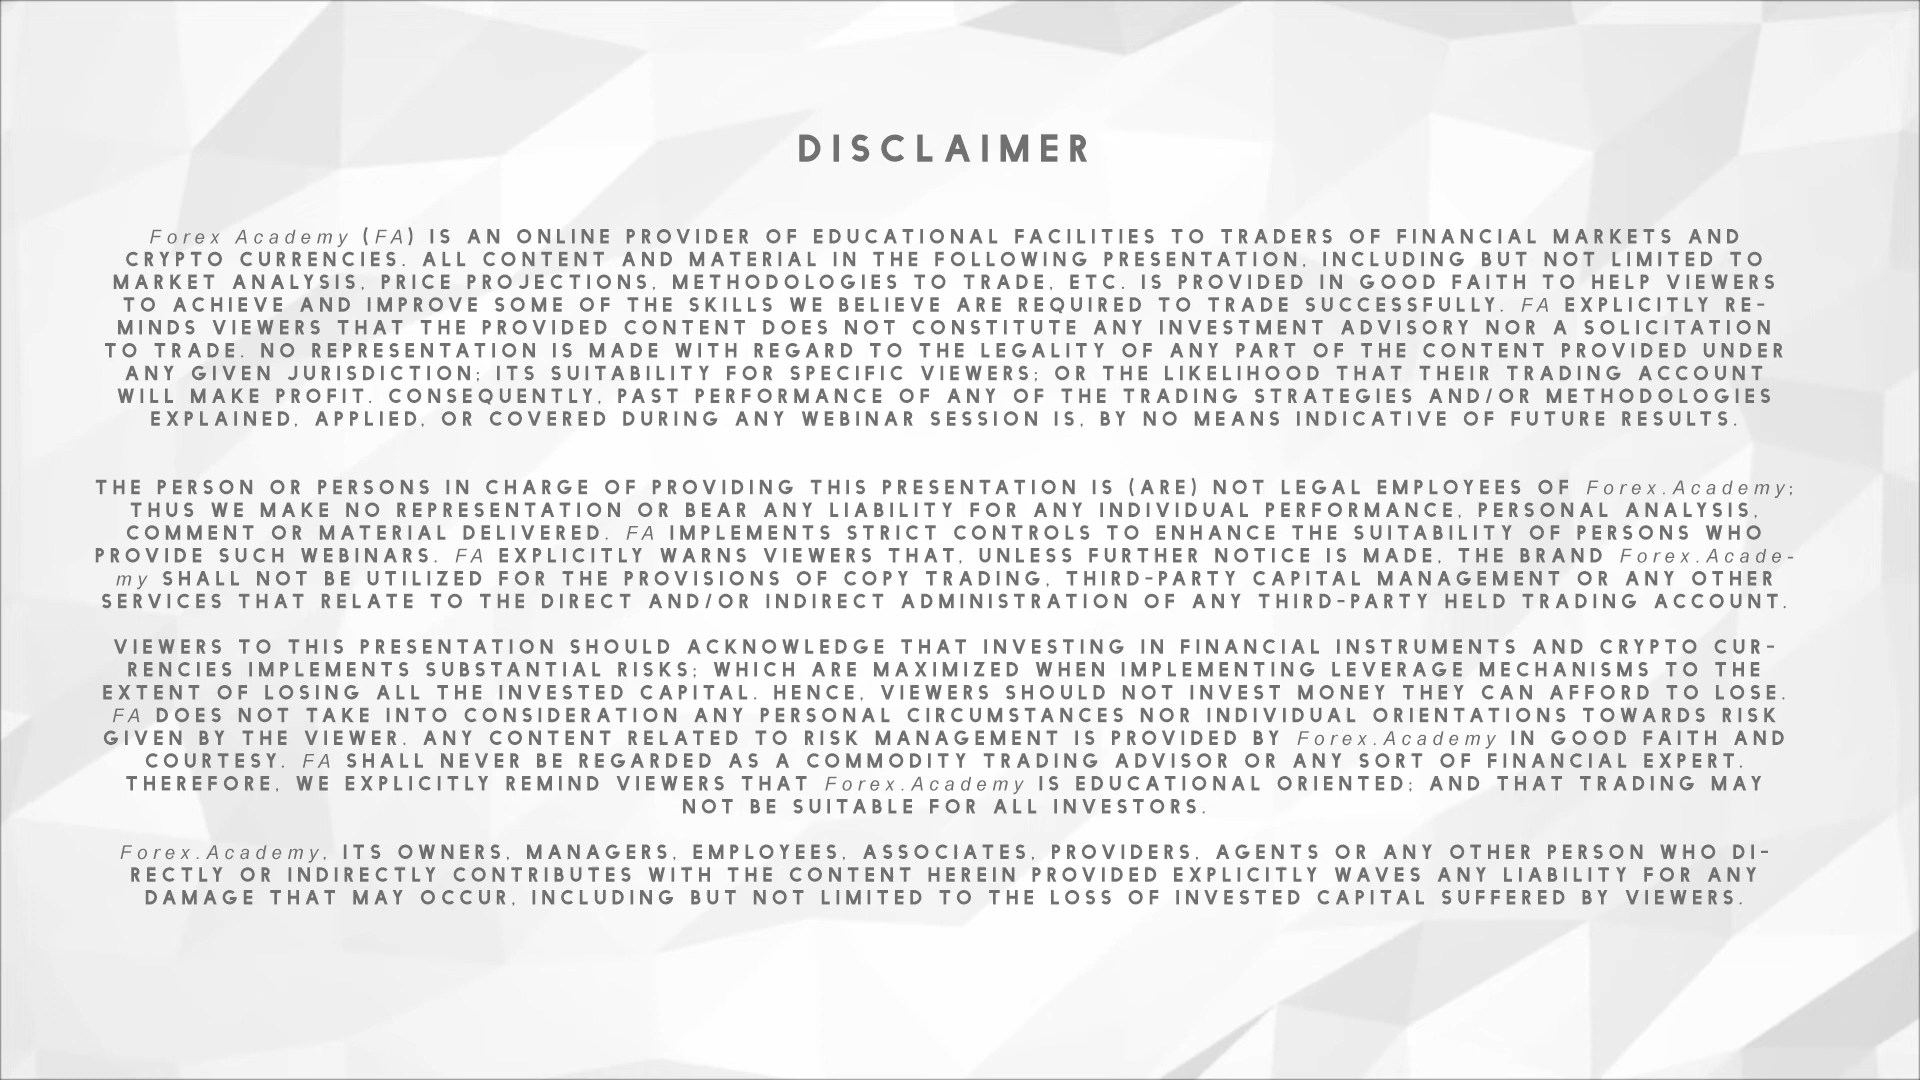 DISCLAIMER
Forex Academy (FA) IS AN ONLINE PROVIDER OF EDUCATIONAL FACILITIES TO TRADERS OF FINANCIAL MARKETS AND
CRYPTO CURRENCIES. ALL CONTENT AND MATERIAL IN THE FOLLOWING PRESENTATION, INCLUDING BUT NOT LIMITED TO
MARKET ANALYSIS, PRICE PROJECTIONS, METHODOLOGIES TO TRADE, ETC. IS PROVIDED IN GOOD FAITH TO HELP VIEWERS
TO ACHIEVE AND IMPROVE SOME OF THE SKILLS WE BELIEVE ARE REQUIRED TO TRADE SUCCESSFULLY. FA EXPLICITLY RE-
MINDS VIEWERS THAT THE PROVIDED CONTENT DOES NOT CONSTITUTE ANY INVESTMENT ADVISORY NOR A SOLICITATION
TO TRADE. NO REPRESENTATION IS MADE WITH REGARD TO THE LEGALITY OF ANY PART OF THE CONTENT PROVIDED UNDER
ANY GIVEN JURISDICTION; ITS SUITABILITY FOR SPECIFIC VIEWERS; OR THE LIKELIHOOD THAT THEIR TRADING ACCOUNT
WILL MAKE PROFIT. CONSEQUENTLY, PAST PERFORMANCE OF ANY OF THE TRADING STRATEGIES AND/OR METHODOLOGIES
EXPLAINED, APPLIED, OR COVERED DURING ANY WEBINAR SESSION IS, BY NO MEANS INDICATIVE OF FUTURE RESULTS.
THE PERSON OR PERSONS IN CHARGE OF PROVIDING THIS PRESENTATION IS (ARE) NOT LEGAL EMPLOYEES OF Forex.Academy;
THUS WE MAKE NO REPRESENTATION OR BEAR ANY LIABILITY FOR ANY INDIVIDUAL PERFORMANCE, PERSONAL ANALYSIS,
COMMENT OR MATERIAL DELIVERED. FA IMPLEMENTS STRICT CONTROLS TO ENHANCE THE SUITABILITY OF PERSONS WHO
PROVIDE SUCH WEBINARS. FA EXPLICITLY WARNS VIEWERS THAT, UNLESS FURTHER NOTICE IS MADE, THE BRAND Forex.Acade-
my SHALL NOT BE UTILIZED FOR THE PROVISIONS OF COPY TRADING, THIRD-PARTY CAPITAL MANAGEMENT OR ANY OTHER
SERVICES THAT RELATE TO THE DIRECT AND/OR INDIRECT ADMINISTRATION OF ANY THIRD-PARTY HELD TRADING ACCOUNT.
VIEWERS TO THIS PRESENTATION SHOULD ACKNOWLEDGE THAT INVESTING IN FINANCIAL INSTRUMENTS AND CRYPTO CUR-
RENCIES IMPLEMENTS SUBSTANTIAL RISKS; WHICH ARE MAXIMIZED WHEN IMPLEMENTING LEVERAGE MECHANISMS TO THE
EXTENT OF LOSING ALL THE INVESTED CAPITAL. HENCE, VIEWERS SHOULD NOT INVEST MONEY THEY CAN AFFORD TO LOSE.
FA DOES NOT TAKE INTO CONSIDERATION ANY PERSONAL CIRCUMSTANCES NOR INDIVIDUAL ORIENTATIONS TOWARDS RISK
GIVEN BY THE VIEWER. ANY CONTENT RELATED TO RISK MANAGEMENT IS PROVIDED BY Forex.Academy IN GOOD FAITH AND
COURTESY. FA SHALL NEVER BE REGARDED AS A COMMODITY TRADING ADVISOR OR ANY SORT OF FINANCIAL EXPERT.
THEREFORE, WE EXPLICITLY REMIND VIEWERS THAT Forex.Academy IS EDUCATIONAL ORIENTED; AND THAT TRADING MAY
NOT BE SUITABLE FOR ALL INVESTORS.
Forex.Academy, ITS OWNERS, MANAGERS, EMPLOYEES, ASSOCIATES, PROVIDERS, AGENTS OR ANY OTHER PERSON WHO DI-
RECTLY OR INDIRECTLY CONTRIBUTES WITH THE CONTENT HEREIN PROVIDED EXPLICITLY WAVES ANY LIABILITY FOR ANY
DAMAGE THAT MAY OCCUR, INCLUDING BUT NOT LIMITED TO THE LOSS OF INVESTED CAPITAL SUFFERED BY VIEWERS.